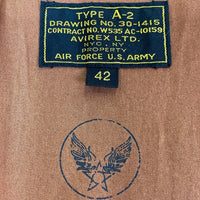 TYPE A-2
DRAWING NO. 30-1415
CONTRACT NO. W535 AC-10159
AVIREX LTD.
NYC, NY
PROPERTY
AIR FORCE U.S. ARMY
42